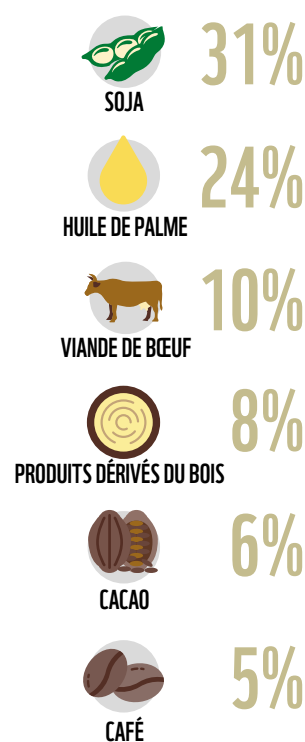 31%
SOJA
24%
HUILE DE PALME
10%
VIANDE DE BŒUF
8%
PRODUITS DÉRIVÉS DU BOIS
6%
CACAO
5%
CAFÉ